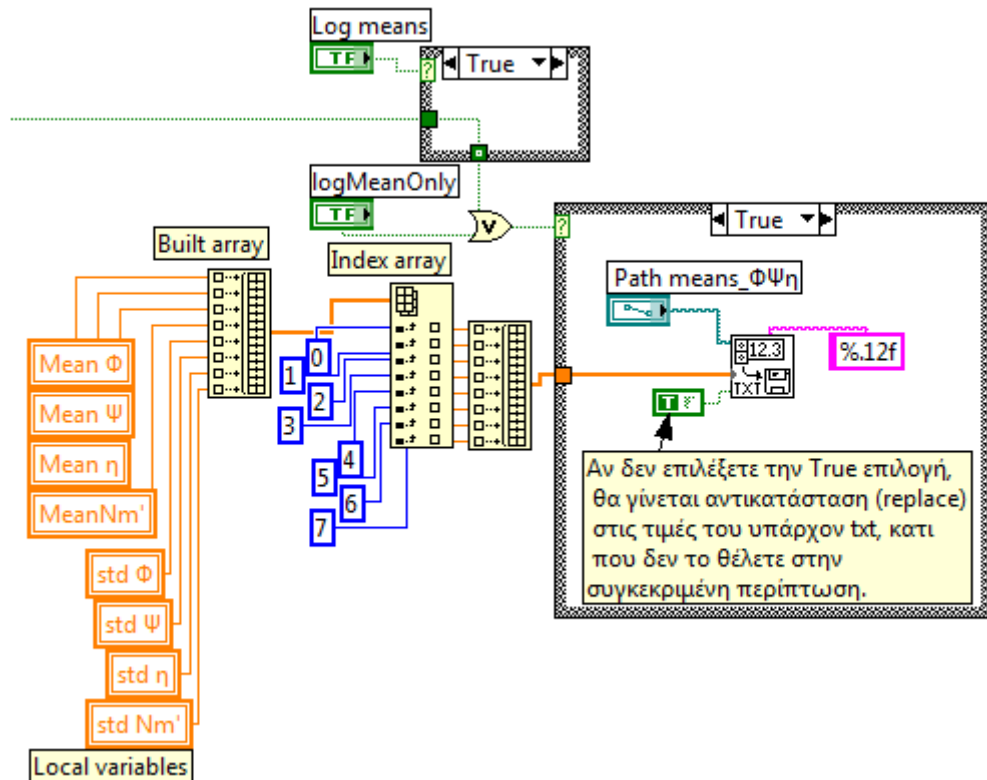 Log means
TF
True
?
logMeanOnly
TF
V
?
True
Built array
Index array
Path means_ΦΨη
12.3
TXT
%.12f
T
Mean Φ
Mean Ψ
Mean η
MeanNm'
std Φ
std Ψ
std η
std Nm'
0
1
2
3
4
5
6
7
Αν δεν επιλέξετε την True επιλογή,
θα γίνεται αντικατάσταση (replace)
στις τιμές του υπάρχον txt, κατι
που δεν το θέλετε στην
συγκεκριμένη περίπτωση.
Local variables